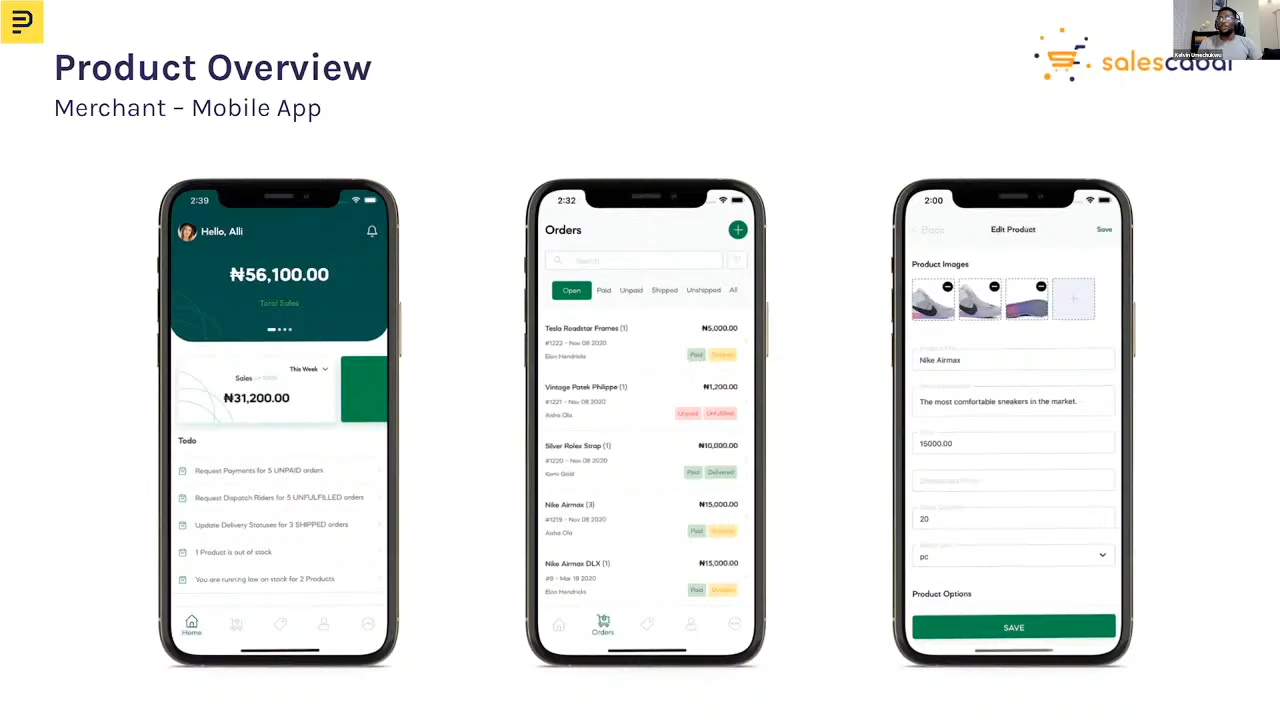 Product Overview
Merchant – Mobile App
salescabal
Kelvin Umechukwu
2:39
Hello, Alli
₦56,100.00
Total Sales
This Week
Sales
₦31,200.00
Todo
Request Payments for 5 UNPAID orders
Request Dispatch Riders for 5 UNFULFILLED orders
Update Delivery Statuses for 3 SHIPPED orders
1 Product is out of stock
You are running low on stock for 2 Products
Home
2:32
Orders
Search
Open Paid Unpaid Shipped Unshipped All
Tesla Roadstar Frames (1) ₦5,000.00
#1222 - Nov 08 2020
Elon Hendricks Paid
Vintage Patek Philippe (1) ₦1,200.00
#1221 - Nov 08 2020
Aisha Ola Unpaid Unfulfilled
Silver Rolex Strap (1) ₦10,000.00
#1220 - Nov 08 2020
Kemi Gold Paid Delivered
Nike Airmax (3) ₦15,000.00
#1219 - Nov 08 2020
Aisha Ola Paid
Nike Airmax DLX (1) ₦15,000.00
#9 - Mar 19 2020
Elon Hendricks Paid
Orders
2:00
Back Edit Product Save
Product Images
Nike Airmax
The most comfortable sneakers in the market.
15000.00
20
pc
Product Options
SAVE